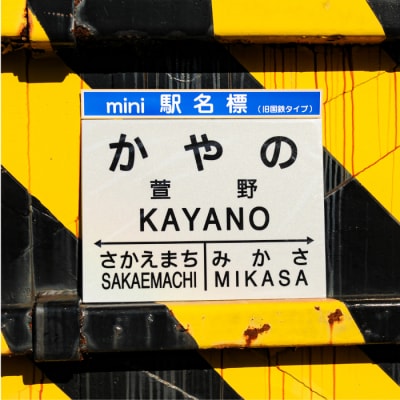 mini 駅名標（旧国鉄タイプ）
かやの
萱野
KAYANO
さかえまち みかさ
SAKAEMACHI MIKASA